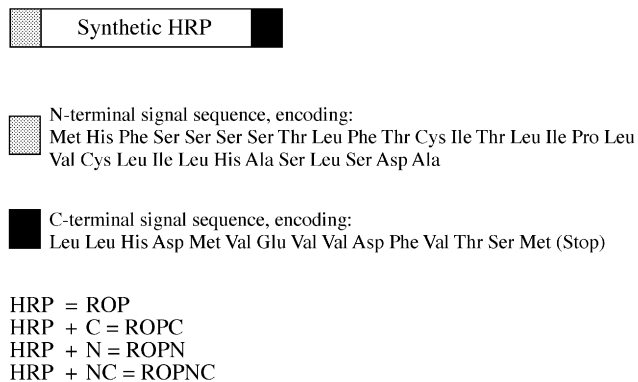 Synthetic HRP
N-terminal signal sequence, encoding:
Met His Phe Ser Ser Ser Ser Thr Leu Phe Thr Cys Ile Thr Leu Ile Pro Leu
Val Cys Leu Ile Leu His Ala Ser Leu Ser Asp Ala
C-terminal signal sequence, encoding:
Leu Leu His Asp Met Val Glu Val Val Asp Phe Val Thr Ser Met (Stop)
HRP = ROP
HRP + C = ROPC
HRP + N = ROPN
HRP + NC = ROPNC